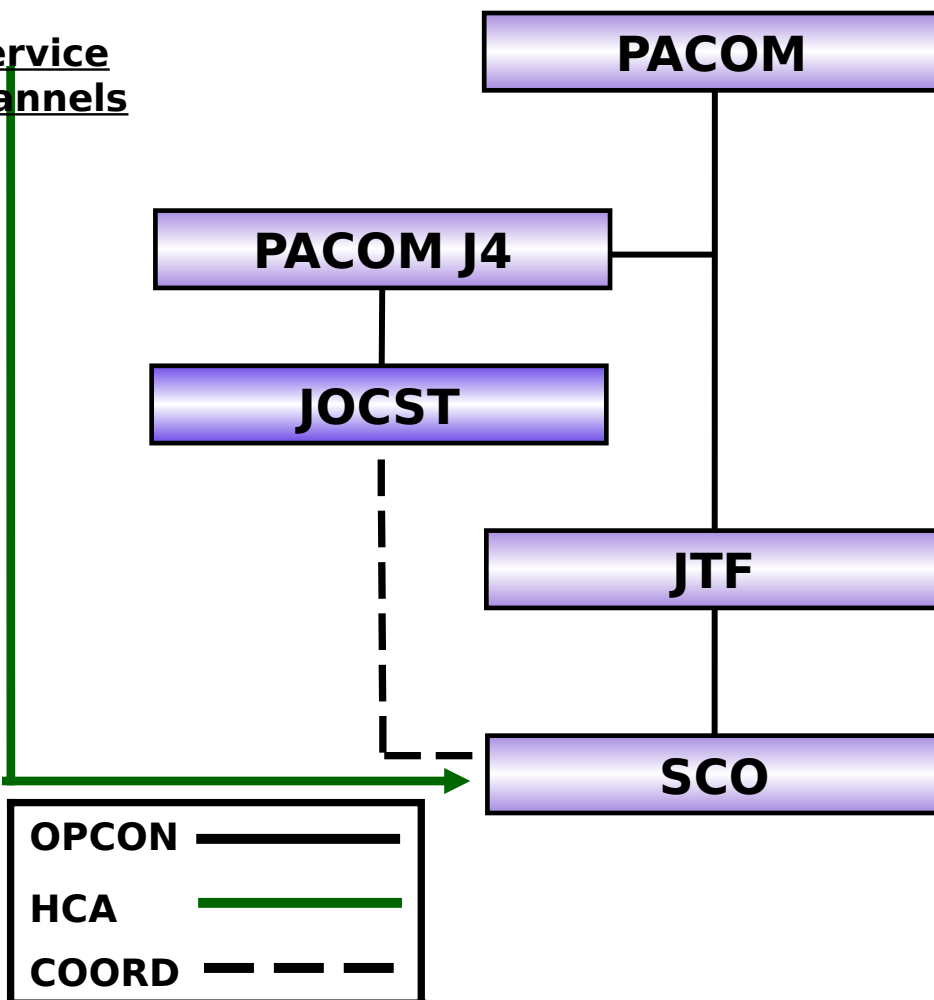 ervice
annels
PACOM
PACOM J4
JOCST
JTF
SCO
OPCON
HCA
COORD